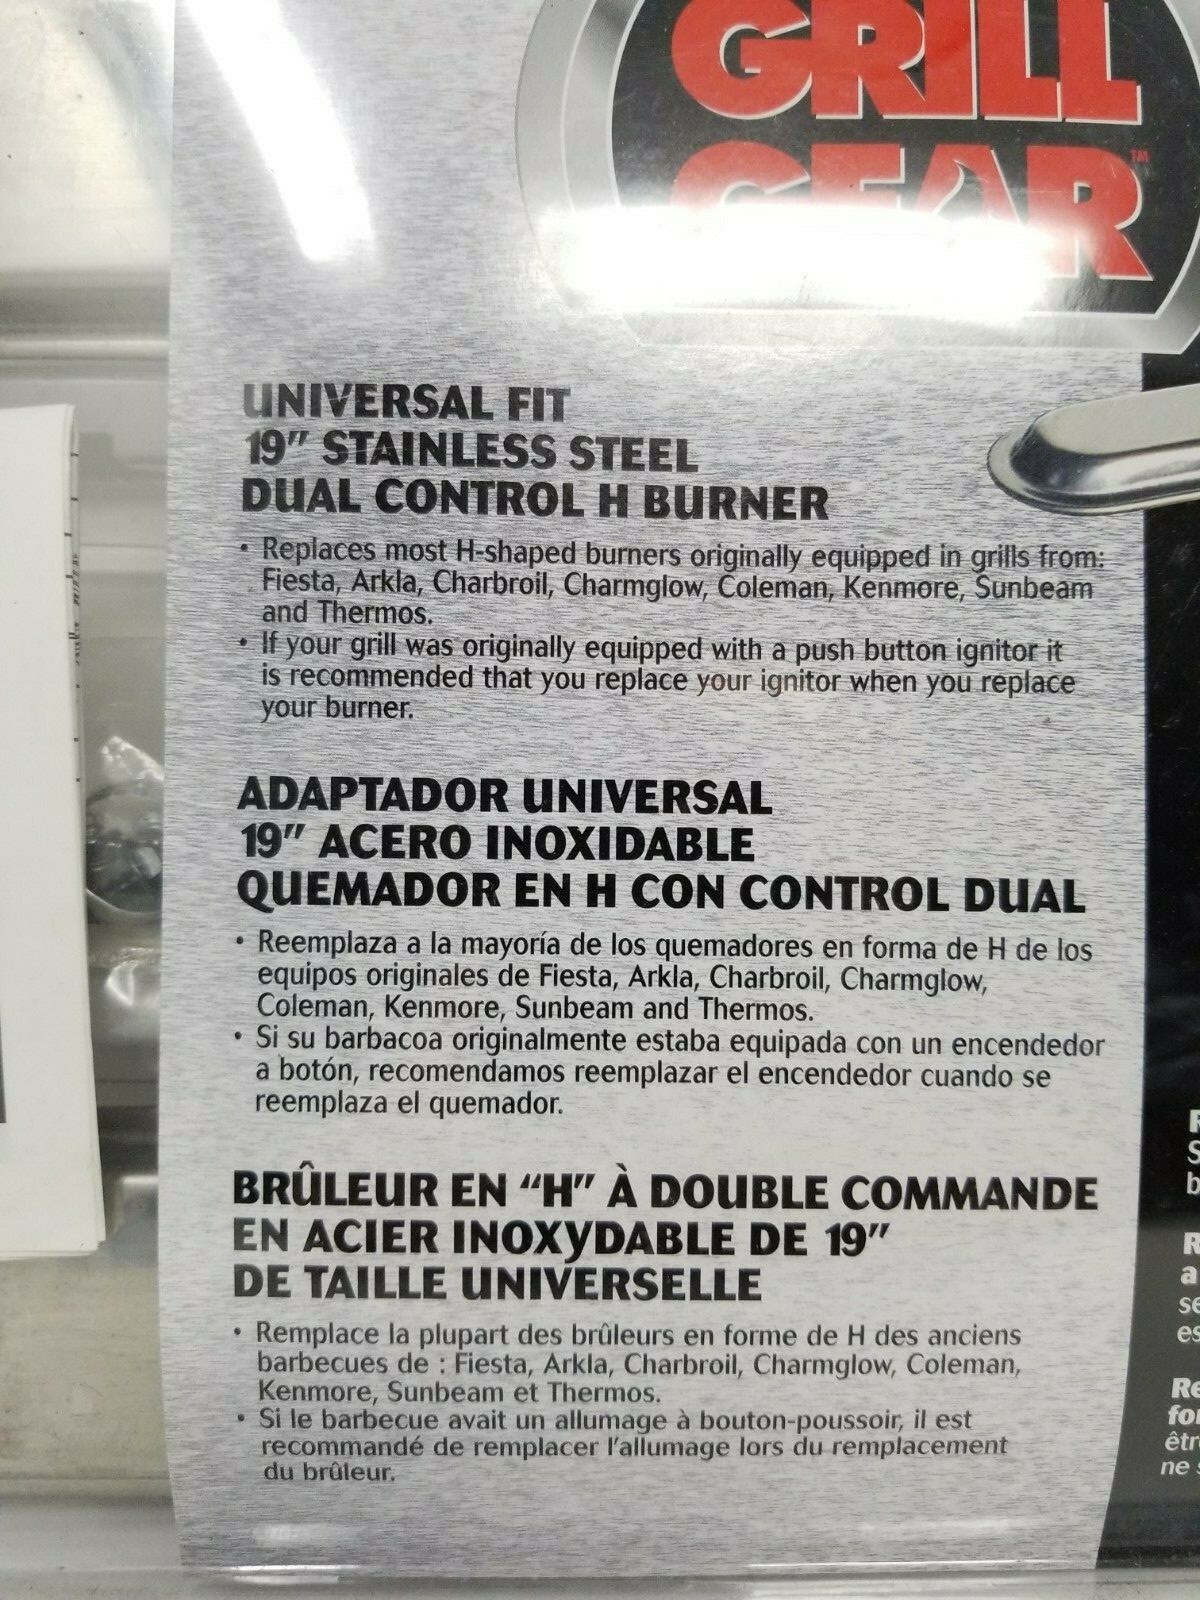 GRILL
GEAR™
UNIVERSAL FIT
19" STAINLESS STEEL
DUAL CONTROL H BURNER
• Replaces most H-shaped burners originally equipped in grills from:
Fiesta, Arkla, Charbroil, Charmglow, Coleman, Kenmore, Sunbeam
and Thermos.
• If your grill was originally equipped with a push button ignitor it
is recommended that you replace your ignitor when you replace
your burner.
ADAPTADOR UNIVERSAL
19" ACERO INOXIDABLE
QUEMADOR EN H CON CONTROL DUAL
• Reemplaza a la mayoría de los quemadores en forma de H de los
equipos originales de Fiesta, Arkla, Charbroil, Charmglow,
Coleman, Kenmore, Sunbeam and Thermos.
• Si su barbacoa originalmente estaba equipada con un encendedor
a botón, recomendamos reemplazar el encendedor cuando se
reemplaza el quemador.
BRÛLEUR EN “H” À DOUBLE COMMANDE
EN ACIER INOXyDABLE DE 19"
DE TAILLE UNIVERSELLE
• Remplace la plupart des brûleurs en forme de H des anciens
barbecues de : Fiesta, Arkla, Charbroil, Charmglow, Coleman,
Kenmore, Sunbeam et Thermos.
• Si le barbecue avait un allumage à bouton-poussoir, il est
recommandé de remplacer l'allumage lors du remplacement
du brûleur.